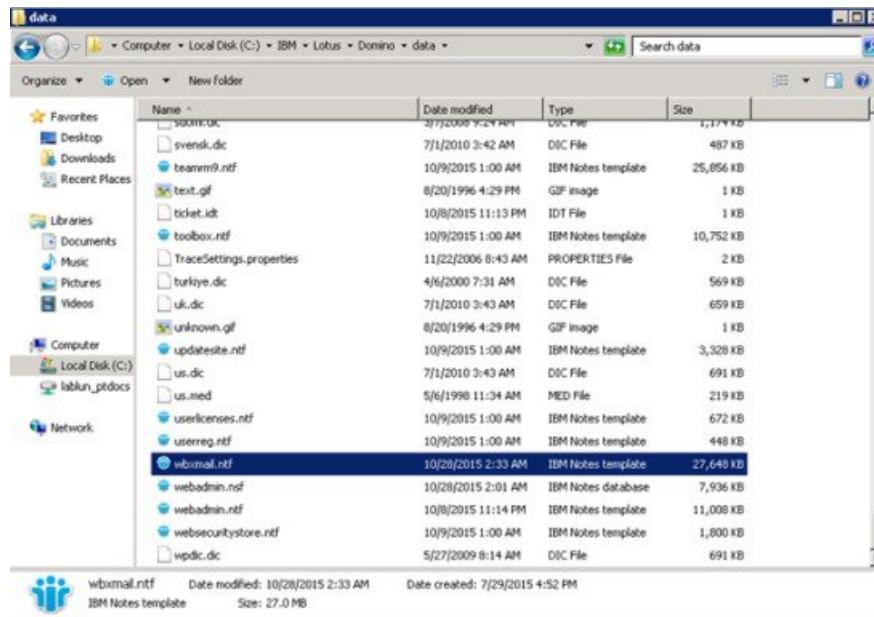 data
Computer Local Disk (C:) IBM Lotus Domino data Search data
Organize Open New folder
Favorites
Desktop
Downloads
Recent Places
Libraries
Documents
Music
Pictures
Videos
Computer
Local Disk (C:)
lablun_ptdocs
Network
Name Date modified Type Size
suomi.dic 3/7/2008 9:24 AM DIC File 1,174 KB
svensk.dic 7/1/2010 3:42 AM DIC File 487 KB
teamrm9.ntf 10/9/2015 1:00 AM IBM Notes template 25,856 KB
text.gif 8/20/1996 4:29 PM GIF image 1 KB
ticket.idt 10/8/2015 11:13 PM IDT File 1 KB
toolbox.ntf 10/9/2015 1:00 AM IBM Notes template 10,752 KB
TraceSettings.properties 11/22/2006 8:43 AM PROPERTIES File 2 KB
turkiye.dic 4/6/2000 7:31 AM DIC File 569 KB
uk.dic 7/1/2010 3:43 AM DIC File 659 KB
unknown.gif 8/20/1996 4:29 PM GIF image 1 KB
updatesite.ntf 10/9/2015 1:00 AM IBM Notes template 3,328 KB
us.dic 7/1/2010 3:43 AM DIC File 691 KB
us.med 5/6/1998 11:34 AM MED File 219 KB
userlicenses.ntf 10/9/2015 1:00 AM IBM Notes template 672 KB
userreg.ntf 10/9/2015 1:00 AM IBM Notes template 448 KB
wbxmail.ntf 10/28/2015 2:33 AM IBM Notes template 27,648 KB
webadmin.nsf 10/28/2015 2:01 AM IBM Notes database 7,936 KB
webadmin.ntf 10/8/2015 11:14 PM IBM Notes template 11,008 KB
websecuritystore.ntf 10/9/2015 1:00 AM IBM Notes template 1,800 KB
wpdic.dic 5/27/2009 8:14 AM DIC File 691 KB
wbxmail.ntf Date modified: 10/28/2015 2:33 AM Date created: 7/29/2015 4:52 PM
IBM Notes template Size: 27.0 MB